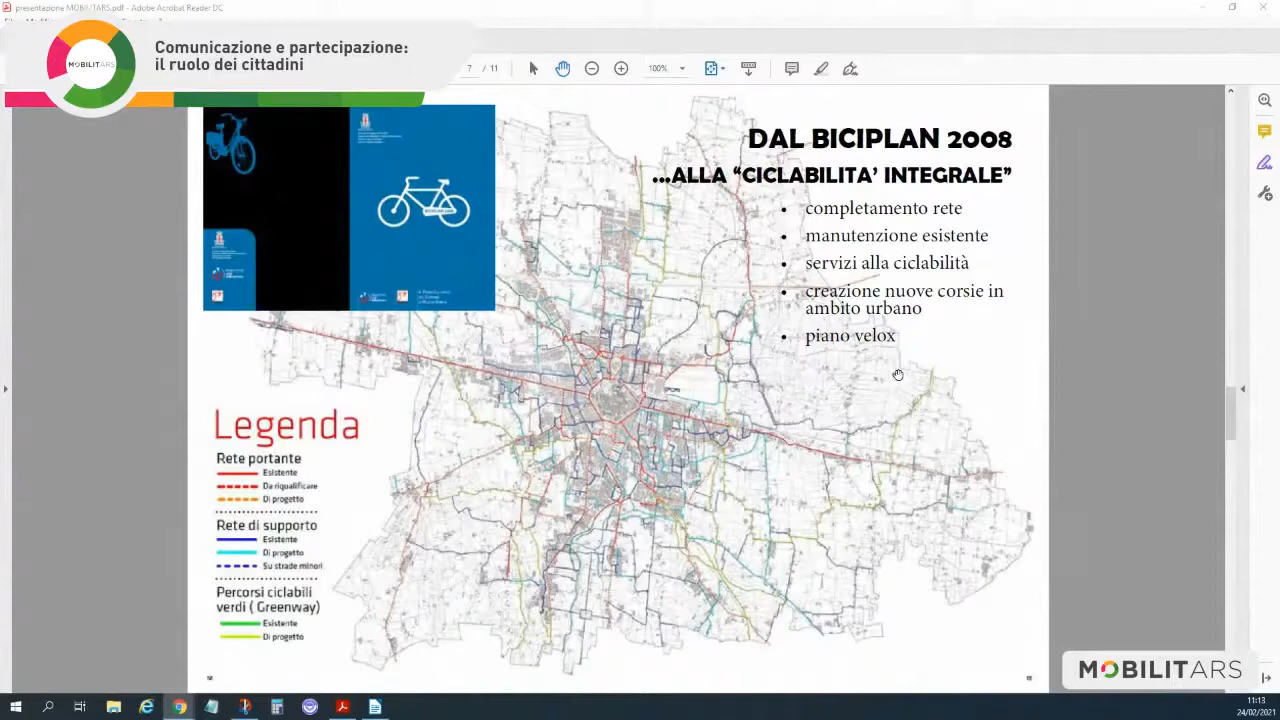 presentazione MOBILITARS.pdf - Adobe Acrobat Reader DC
MOBILITARS
Comunicazione e partecipazione:
il ruolo dei cittadini
7 / 11
100%
DAL BICIPLAN 2008
...ALLA “CICLABILITA’ INTEGRALE”
• completamento rete
• manutenzione esistente
• servizi alla ciclabilità
• creazione nuove corsie in
ambito urbano
• piano velox
Legenda
Rete portante
Esistente
Da riqualificare
Di progetto
Rete di supporto
Esistente
Di progetto
Su strade minori
Percorsi ciclabili
verdi ( Greenway)
Esistente
Di progetto
MOBILITARS
11:13
24/02/2021